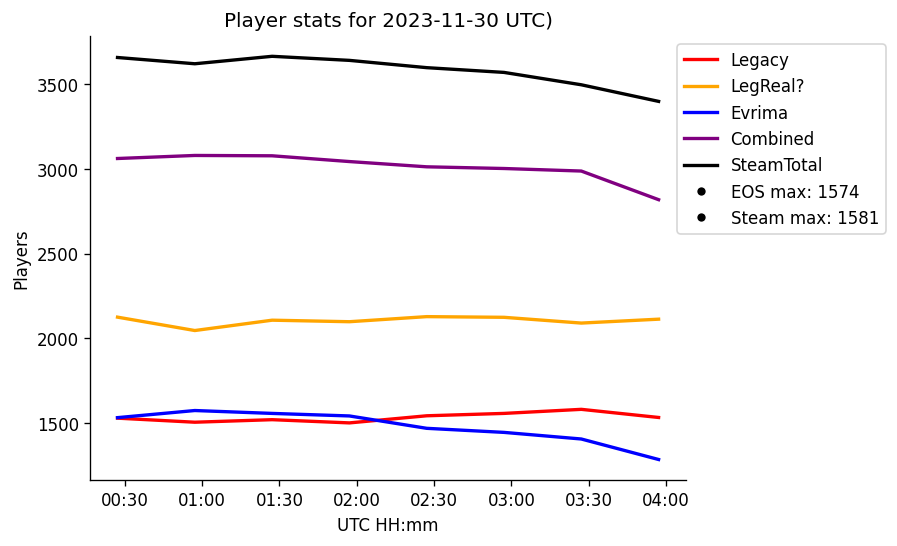 Player stats for 2023-11-30 UTC)
Legacy
LegReal?
Evrima
Combined
SteamTotal
EOS max: 1574
Steam max: 1581
Players
3500
3000
2500
2000
1500
00:30 01:00 01:30 02:00 02:30 03:00 03:30 04:00
UTC HH:mm